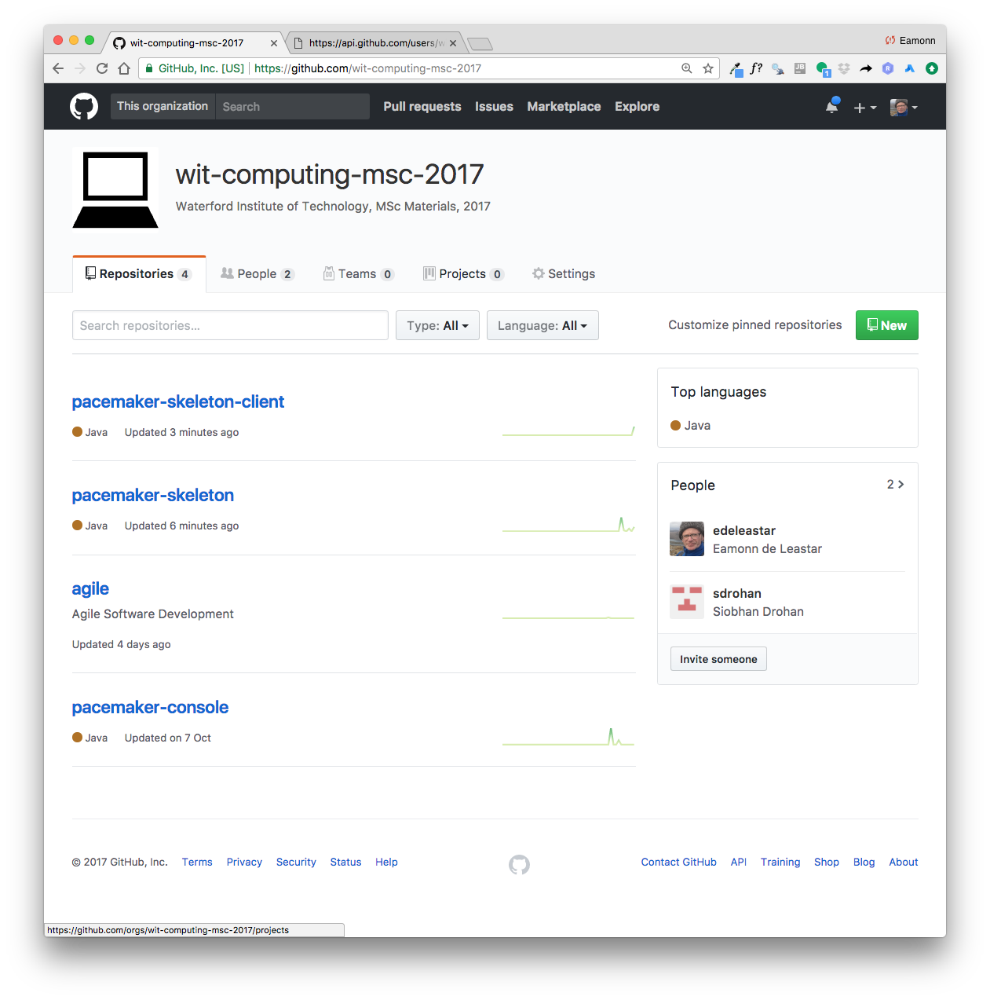 wit-computing-msc-2017
https://api.github.com/users/w
Eamonn
GitHub, Inc. [US]
https://github.com/wit-computing-msc-2017
f?
JB
1
R
This organization
Search
Pull requests
Issues
Marketplace
Explore
wit-computing-msc-2017
Waterford Institute of Technology, MSc Materials, 2017
Repositories 4
People 2
Teams 0
Projects 0
Settings
Search repositories...
Type: All
Language: All
Customize pinned repositories
New
pacemaker-skeleton-client
Java Updated 3 minutes ago
pacemaker-skeleton
Java Updated 6 minutes ago
agile
Agile Software Development
Updated 4 days ago
pacemaker-console
Java Updated on 7 Oct
Top languages
Java
People 2
edeleastar
Eamonn de Leastar
sdrohan
Siobhan Drohan
Invite someone
© 2017 GitHub, Inc. Terms Privacy Security Status Help
Contact GitHub API Training Shop Blog About
https://github.com/orgs/wit-computing-msc-2017/projects